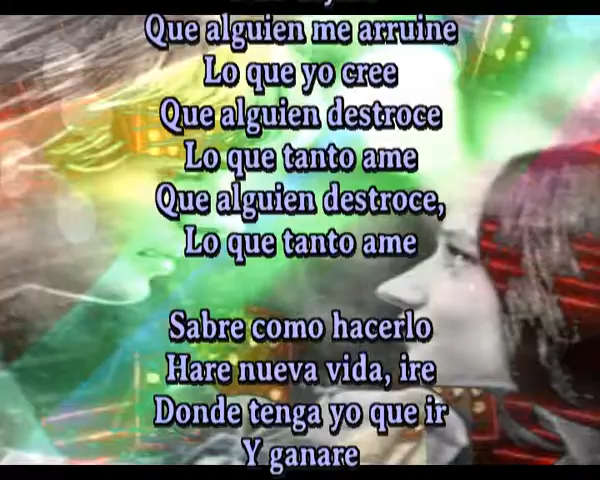 Que alguien me arruine
Lo que yo cree
Que alguien destroce
Lo que tanto ame
Que alguien destroce,
Lo que tanto ame
Sabre como hacerlo
Hare nueva vida, ire
Donde tenga yo que ir
Y ganare